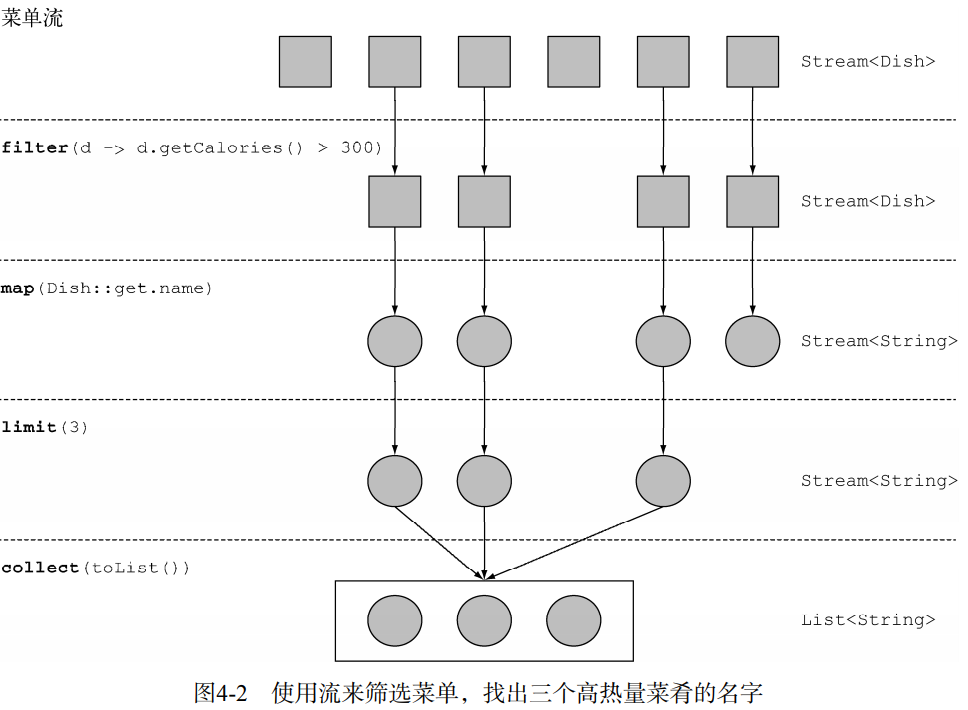 菜单流
Stream<Dish>
filter(d -> d.getCalories() > 300)
Stream<Dish>
map(Dish::get.name)
Stream<String>
limit(3)
Stream<String>
collect(toList())
List<String>
图4-2 使用流来筛选菜单，找出三个高热量菜肴的名字